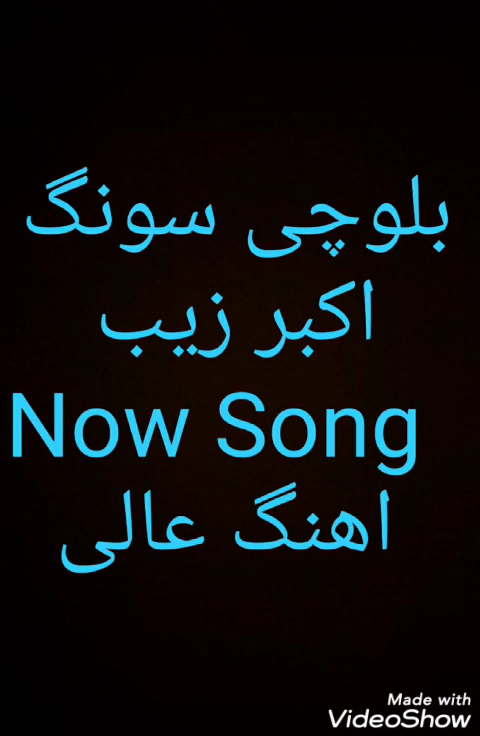 بلوچی سونگ
اکبر زیب
Now Song
اهنگ عالی
Made with
VideoShow